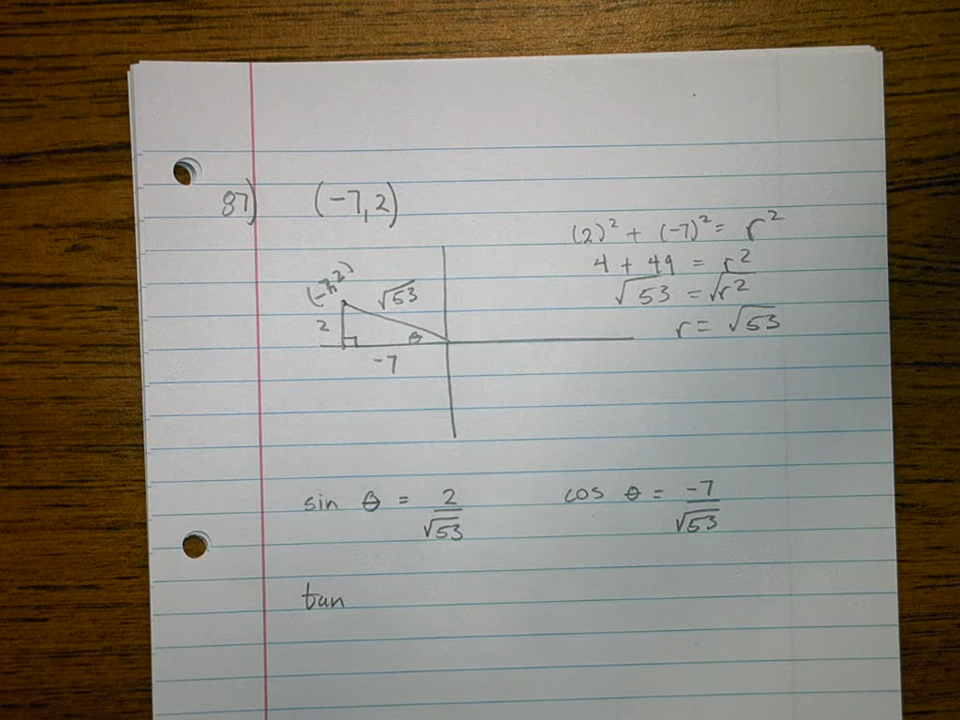 87) (-7, 2)
(2)² + (-7)² = r²
4 + 49 = r²
√53 = √r²
r = √53
(-7, 2)
√53
2
θ
-7
sin θ = 2/√53
cos θ = -7/√53
tan